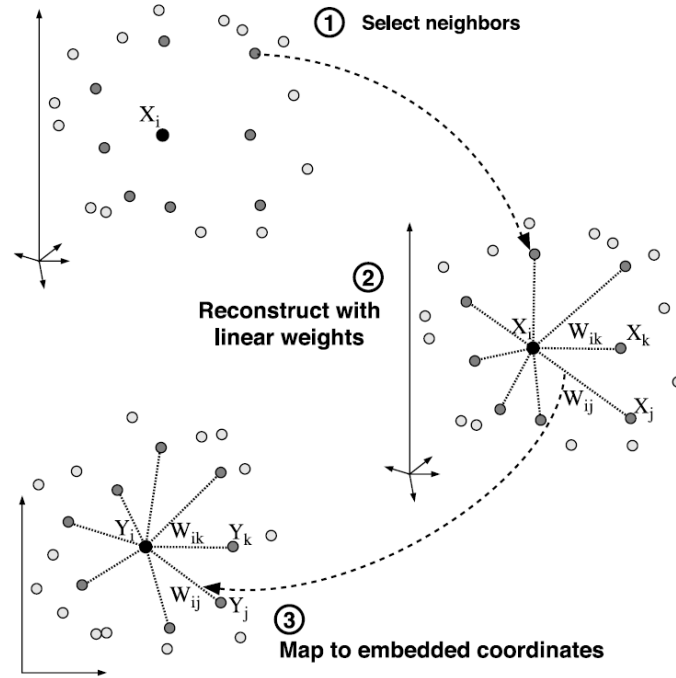 ① Select neighbors
X_i
②
Reconstruct with
linear weights
X_i
W_ik
X_k
W_ij
X_j
Y_i
W_ik
Y_k
W_ij
Y_j
③
Map to embedded coordinates